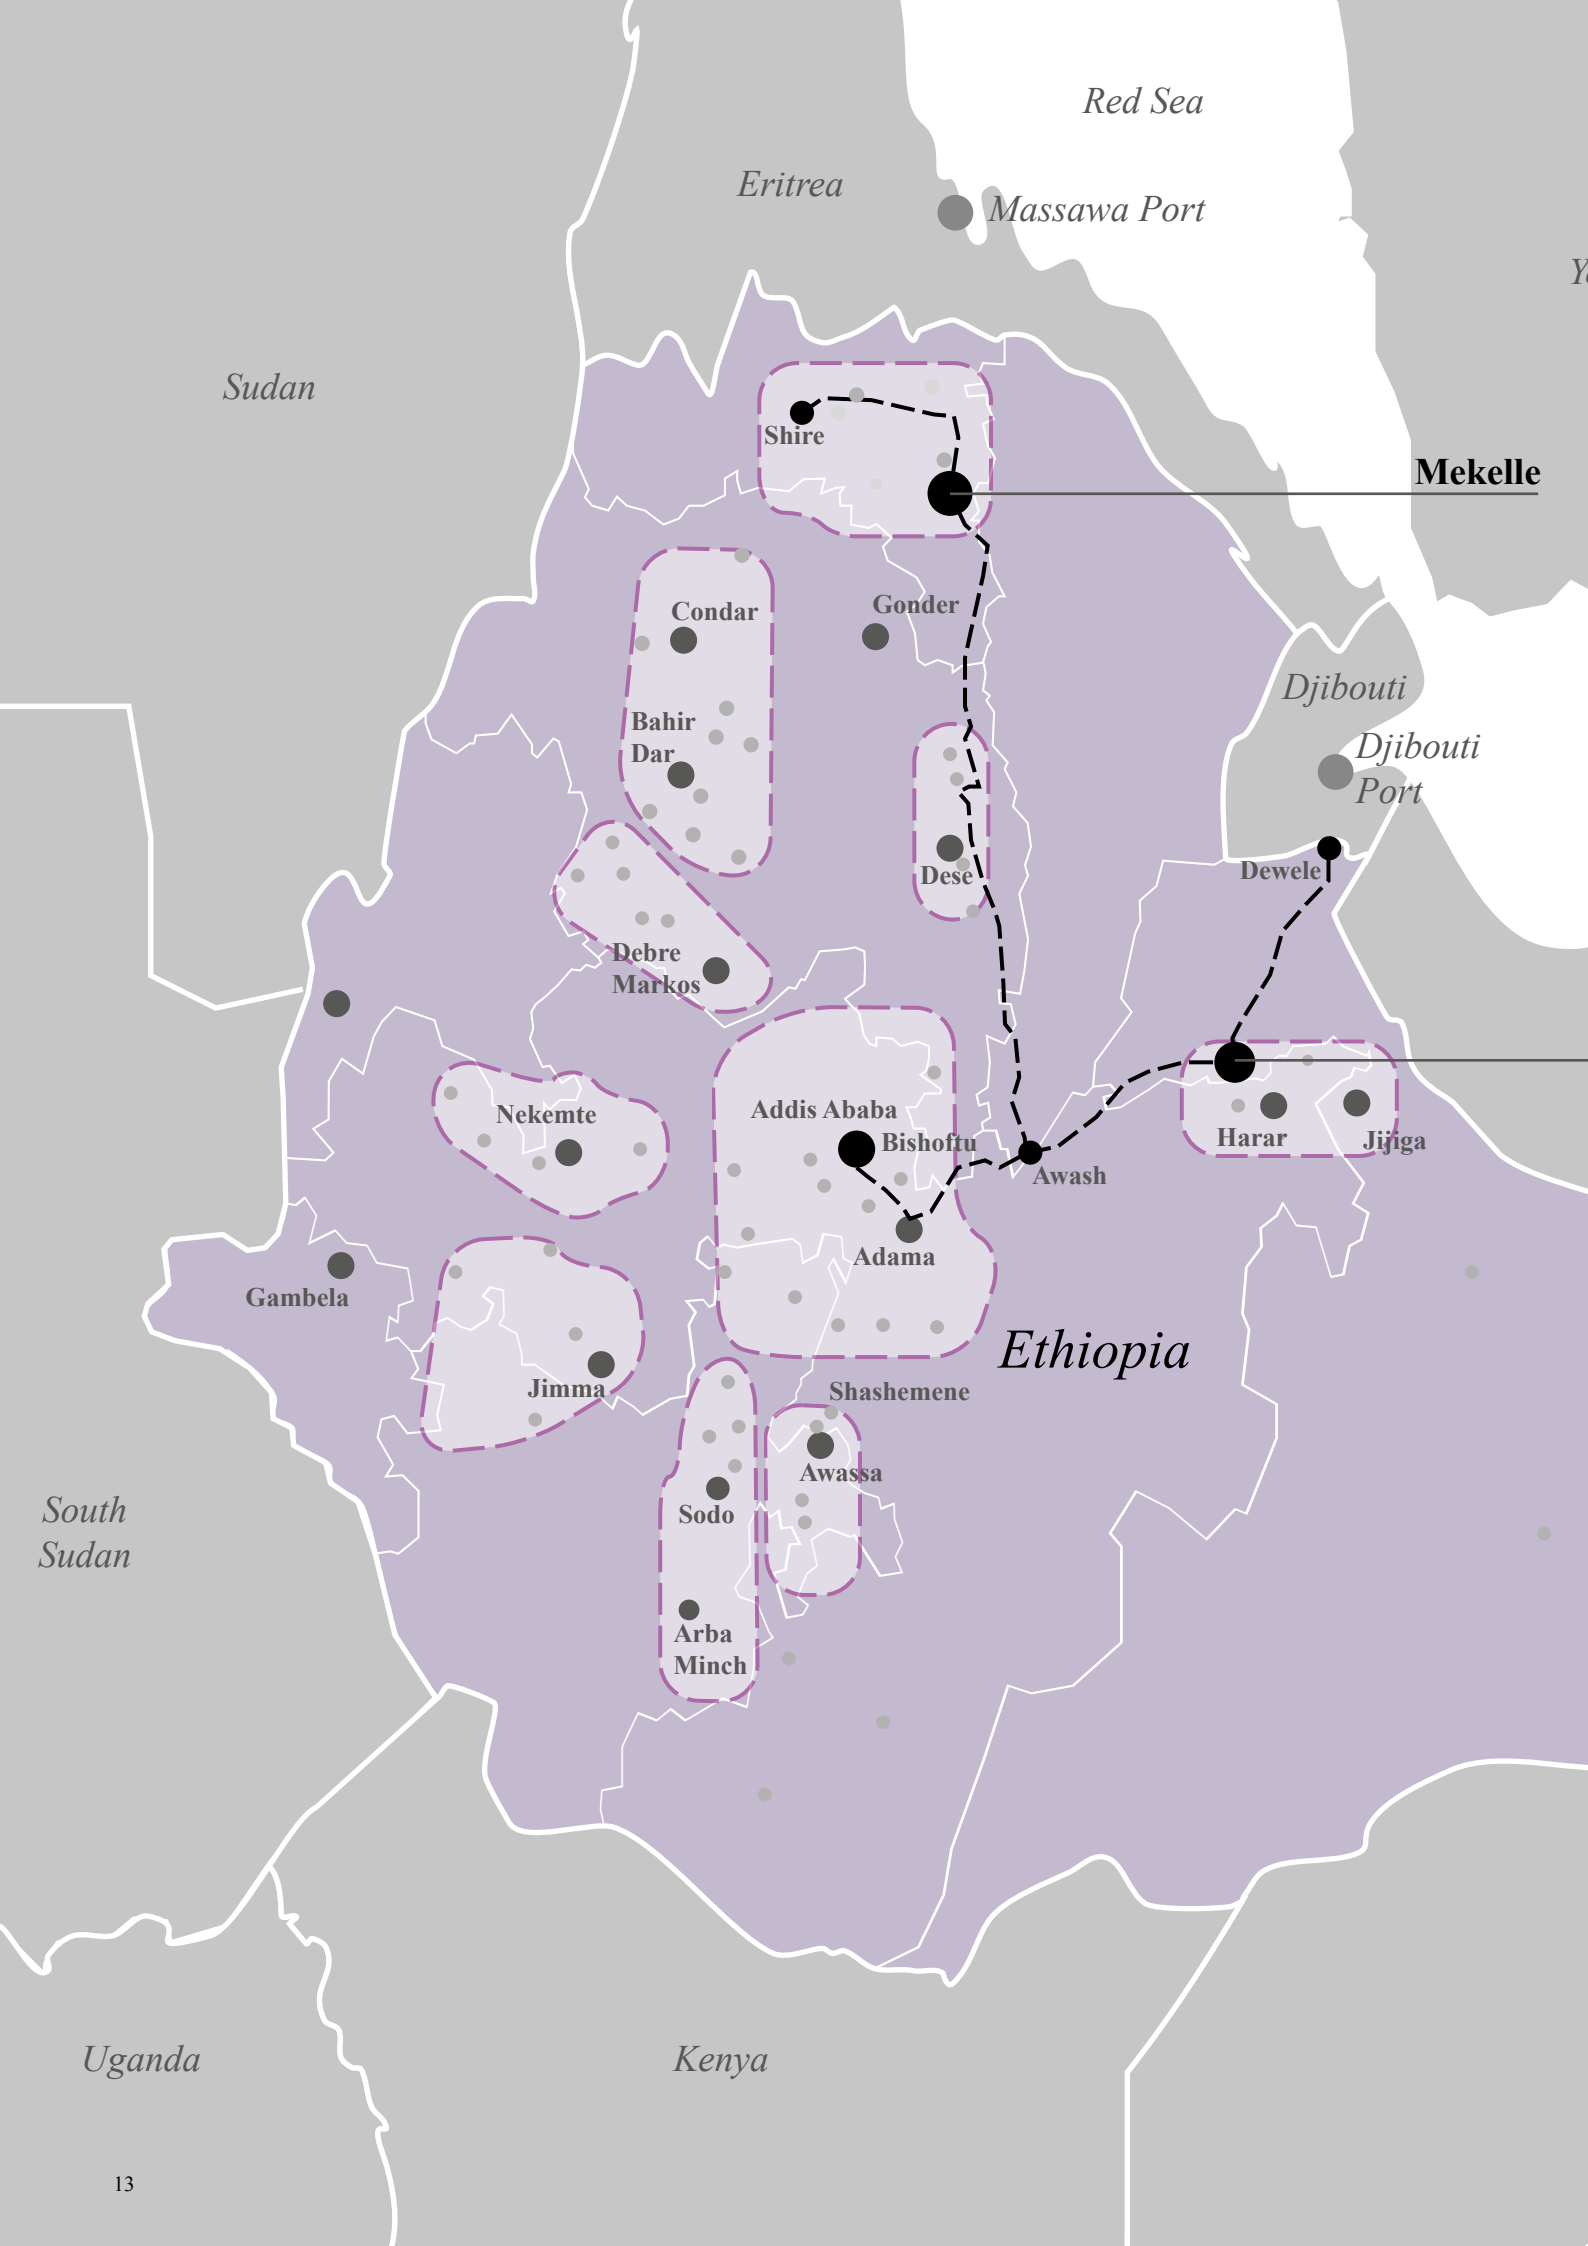 Red Sea
Eritrea
Massawa Port
Sudan
Shire
Mekelle
Gonder
Condar
Djibouti
Bahir
Dar
Djibouti
Port
Dewele
Dese
Debre
Markos
Addis Ababa
Nekemte
Bishoftu
Harar
Jijiga
Awash
Adama
Gambela
Ethiopia
Jimma
Shashemene
Awassa
South
Sudan
Sodo
Arba
Minch
Uganda
Kenya
13